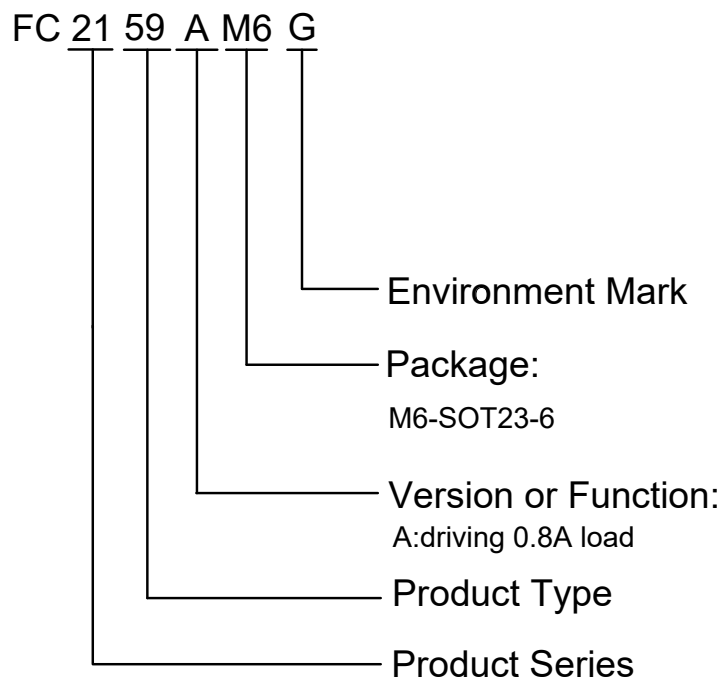 FC 21 59 A M6 G
Environment Mark
Package:
M6-SOT23-6
Version or Function:
A:driving 0.8A load
Product Type
Product Series